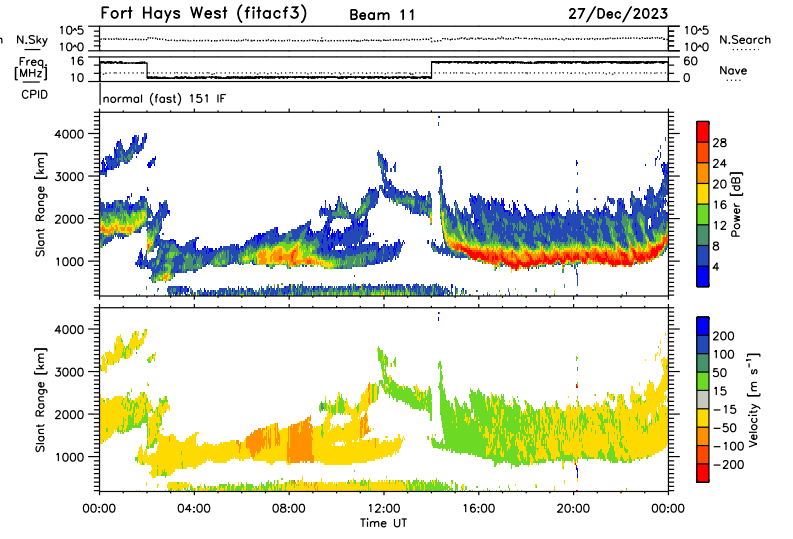 Fort Hays West (fitacf3) Beam 11 27/Dec/2023
n N.Sky 10^5 10^5 N.Search
10^0 10^0
Freq. 16 60 Nave
[MHz] 10 0
CPID normal (fast) 151 IF
Slant Range [km]
4000
3000
2000
1000
28
24
20
16
12
8
4
Power [dB]
Slant Range [km]
4000
3000
2000
1000
200
100
50
15
-15
-50
-100
-200
Velocity [m s⁻¹]
00:00 04:00 08:00 12:00 16:00 20:00 00:00
Time UT